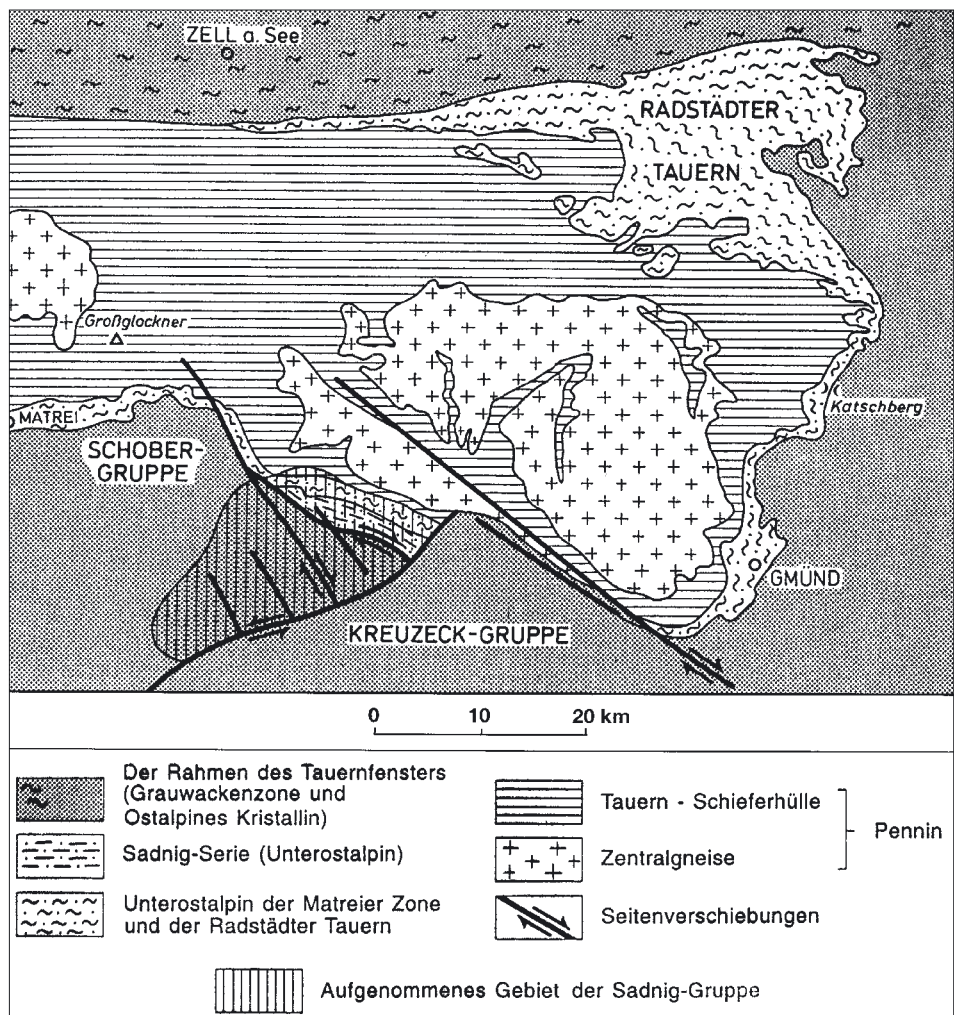 ZELL a. See
RADSTÄDTER
TAUERN
Großglockner
MATREI
Katschberg
SCHOBER-
GRUPPE
GMÜND
KREUZECK-GRUPPE
0 10 20 km
Der Rahmen des Tauernfensters
(Grauwackenzone und
Ostalpines Kristallin)
Sadnig-Serie (Unterostalpin)
Unterostalpin der Matreier Zone
und der Radstädter Tauern
Tauern - Schieferhülle
Pennin
Zentralgneise
Seitenverschiebungen
Aufgenommenes Gebiet der Sadnig-Gruppe